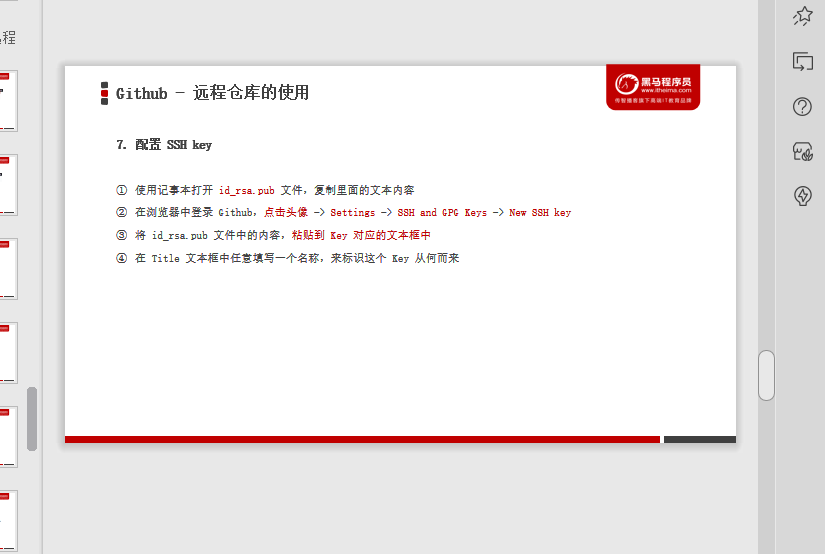 程
Github - 远程仓库的使用
黑马程序员
www.itheima.com
传智播客旗下高端IT教育品牌
7. 配置 SSH key
① 使用记事本打开 id_rsa.pub 文件，复制里面的文本内容
② 在浏览器中登录 Github，点击头像 -> Settings -> SSH and GPG Keys -> New SSH key
③ 将 id_rsa.pub 文件中的内容，粘贴到 Key 对应的文本框中
④ 在 Title 文本框中任意填写一个名称，来标识这个 Key 从何而来